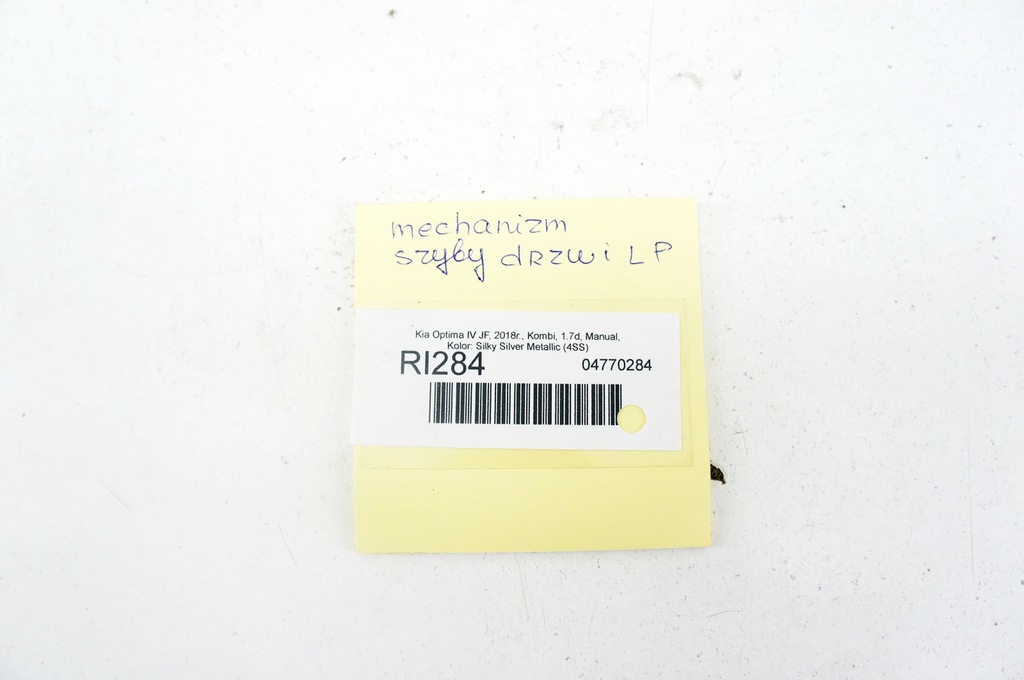 mechanizm
szyby drzwi LP
Kia Optima IV JF, 2018r., Kombi, 1.7d, Manual,
Kolor: Silky Silver Metallic (4SS)
RI284 04770284